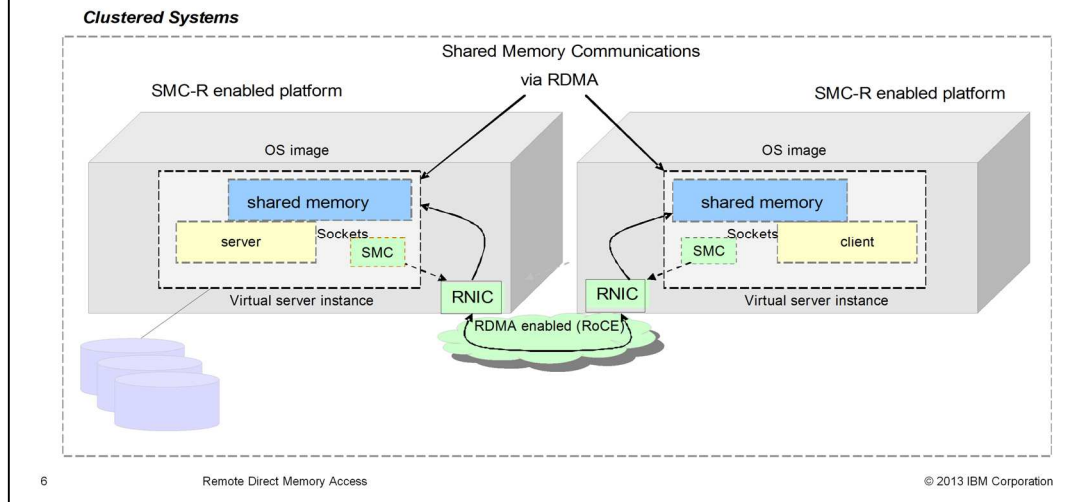 Clustered Systems
Shared Memory Communications
via RDMA
SMC-R enabled platform
SMC-R enabled platform
OS image
OS image
shared memory
shared memory
server
Sockets
SMC
Sockets
SMC
client
Virtual server instance
RNIC
RNIC
Virtual server instance
RDMA enabled (RoCE)
6
Remote Direct Memory Access
© 2013 IBM Corporation